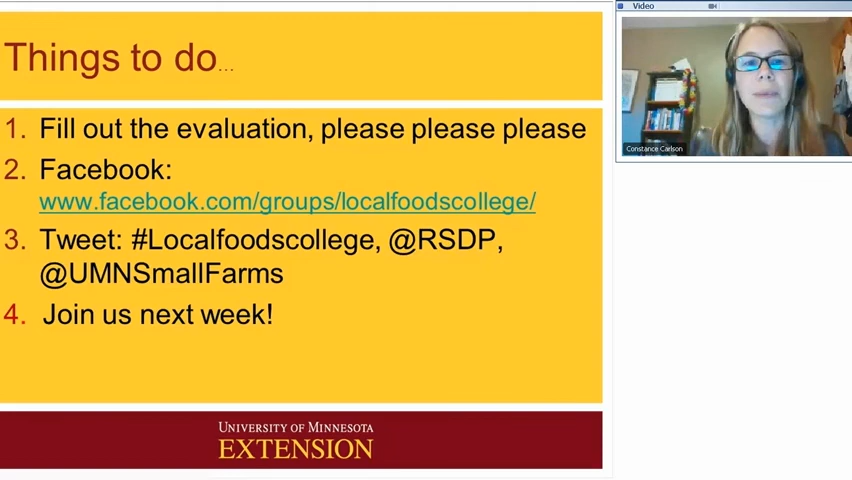 Video
Things to do...
1. Fill out the evaluation, please please please
2. Facebook:
www.facebook.com/groups/localfoodscollege/
3. Tweet: #Localfoodscollege, @RSDP,
@UMNSmallFarms
4. Join us next week!
Constance Carlson
UNIVERSITY OF MINNESOTA
EXTENSION